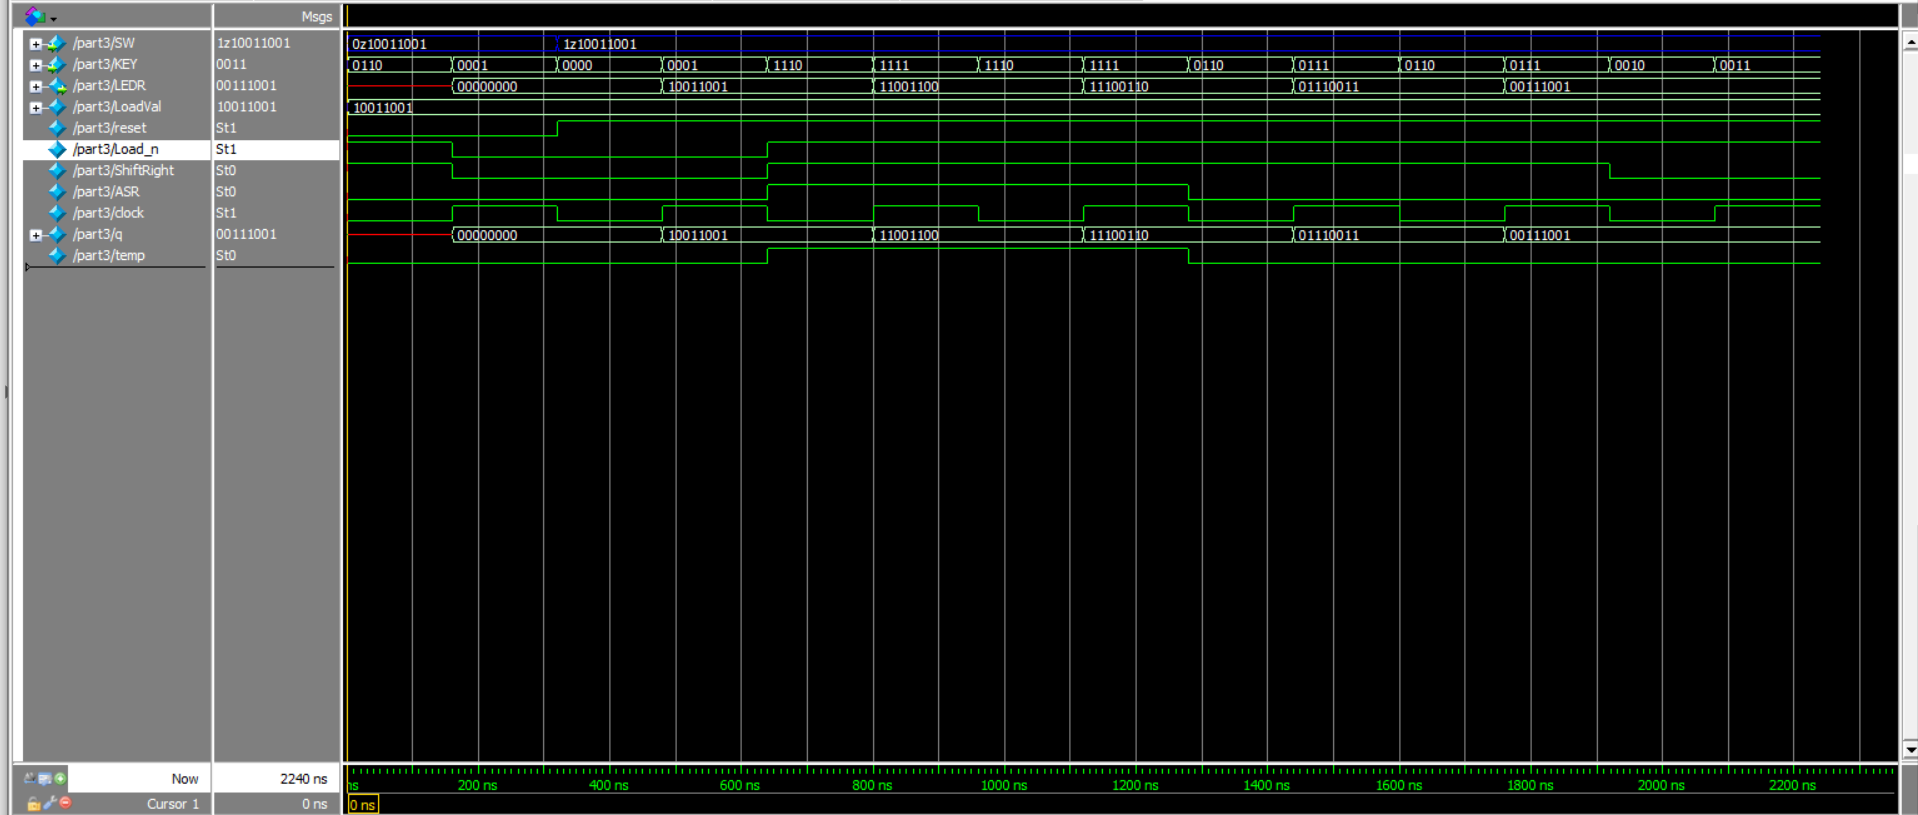 Msgs
/part3/SW 1z10011001 0z10011001 1z10011001
/part3/KEY 0011 0110 0001 0000 0001 1110 1111 1110 1111 0110 0111 0110 0111 0010 0011
/part3/LEDR 00111001 00000000 10011001 11001100 11100110 01110011 00111001
/part3/LoadVal 10011001 10011001
/part3/reset St1
/part3/Load_n St1
/part3/ShiftRight St0
/part3/ASR St0
/part3/clock St1
/part3/q 00111001 00000000 10011001 11001100 11100110 01110011 00111001
/part3/temp St0
Now 2240 ns ns 200 ns 400 ns 600 ns 800 ns 1000 ns 1200 ns 1400 ns 1600 ns 1800 ns 2000 ns 2200 ns
Cursor 1 0 ns 0 ns